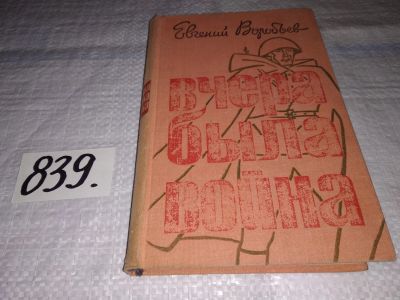 Евгений Воробьев
вчера
была
война
839.